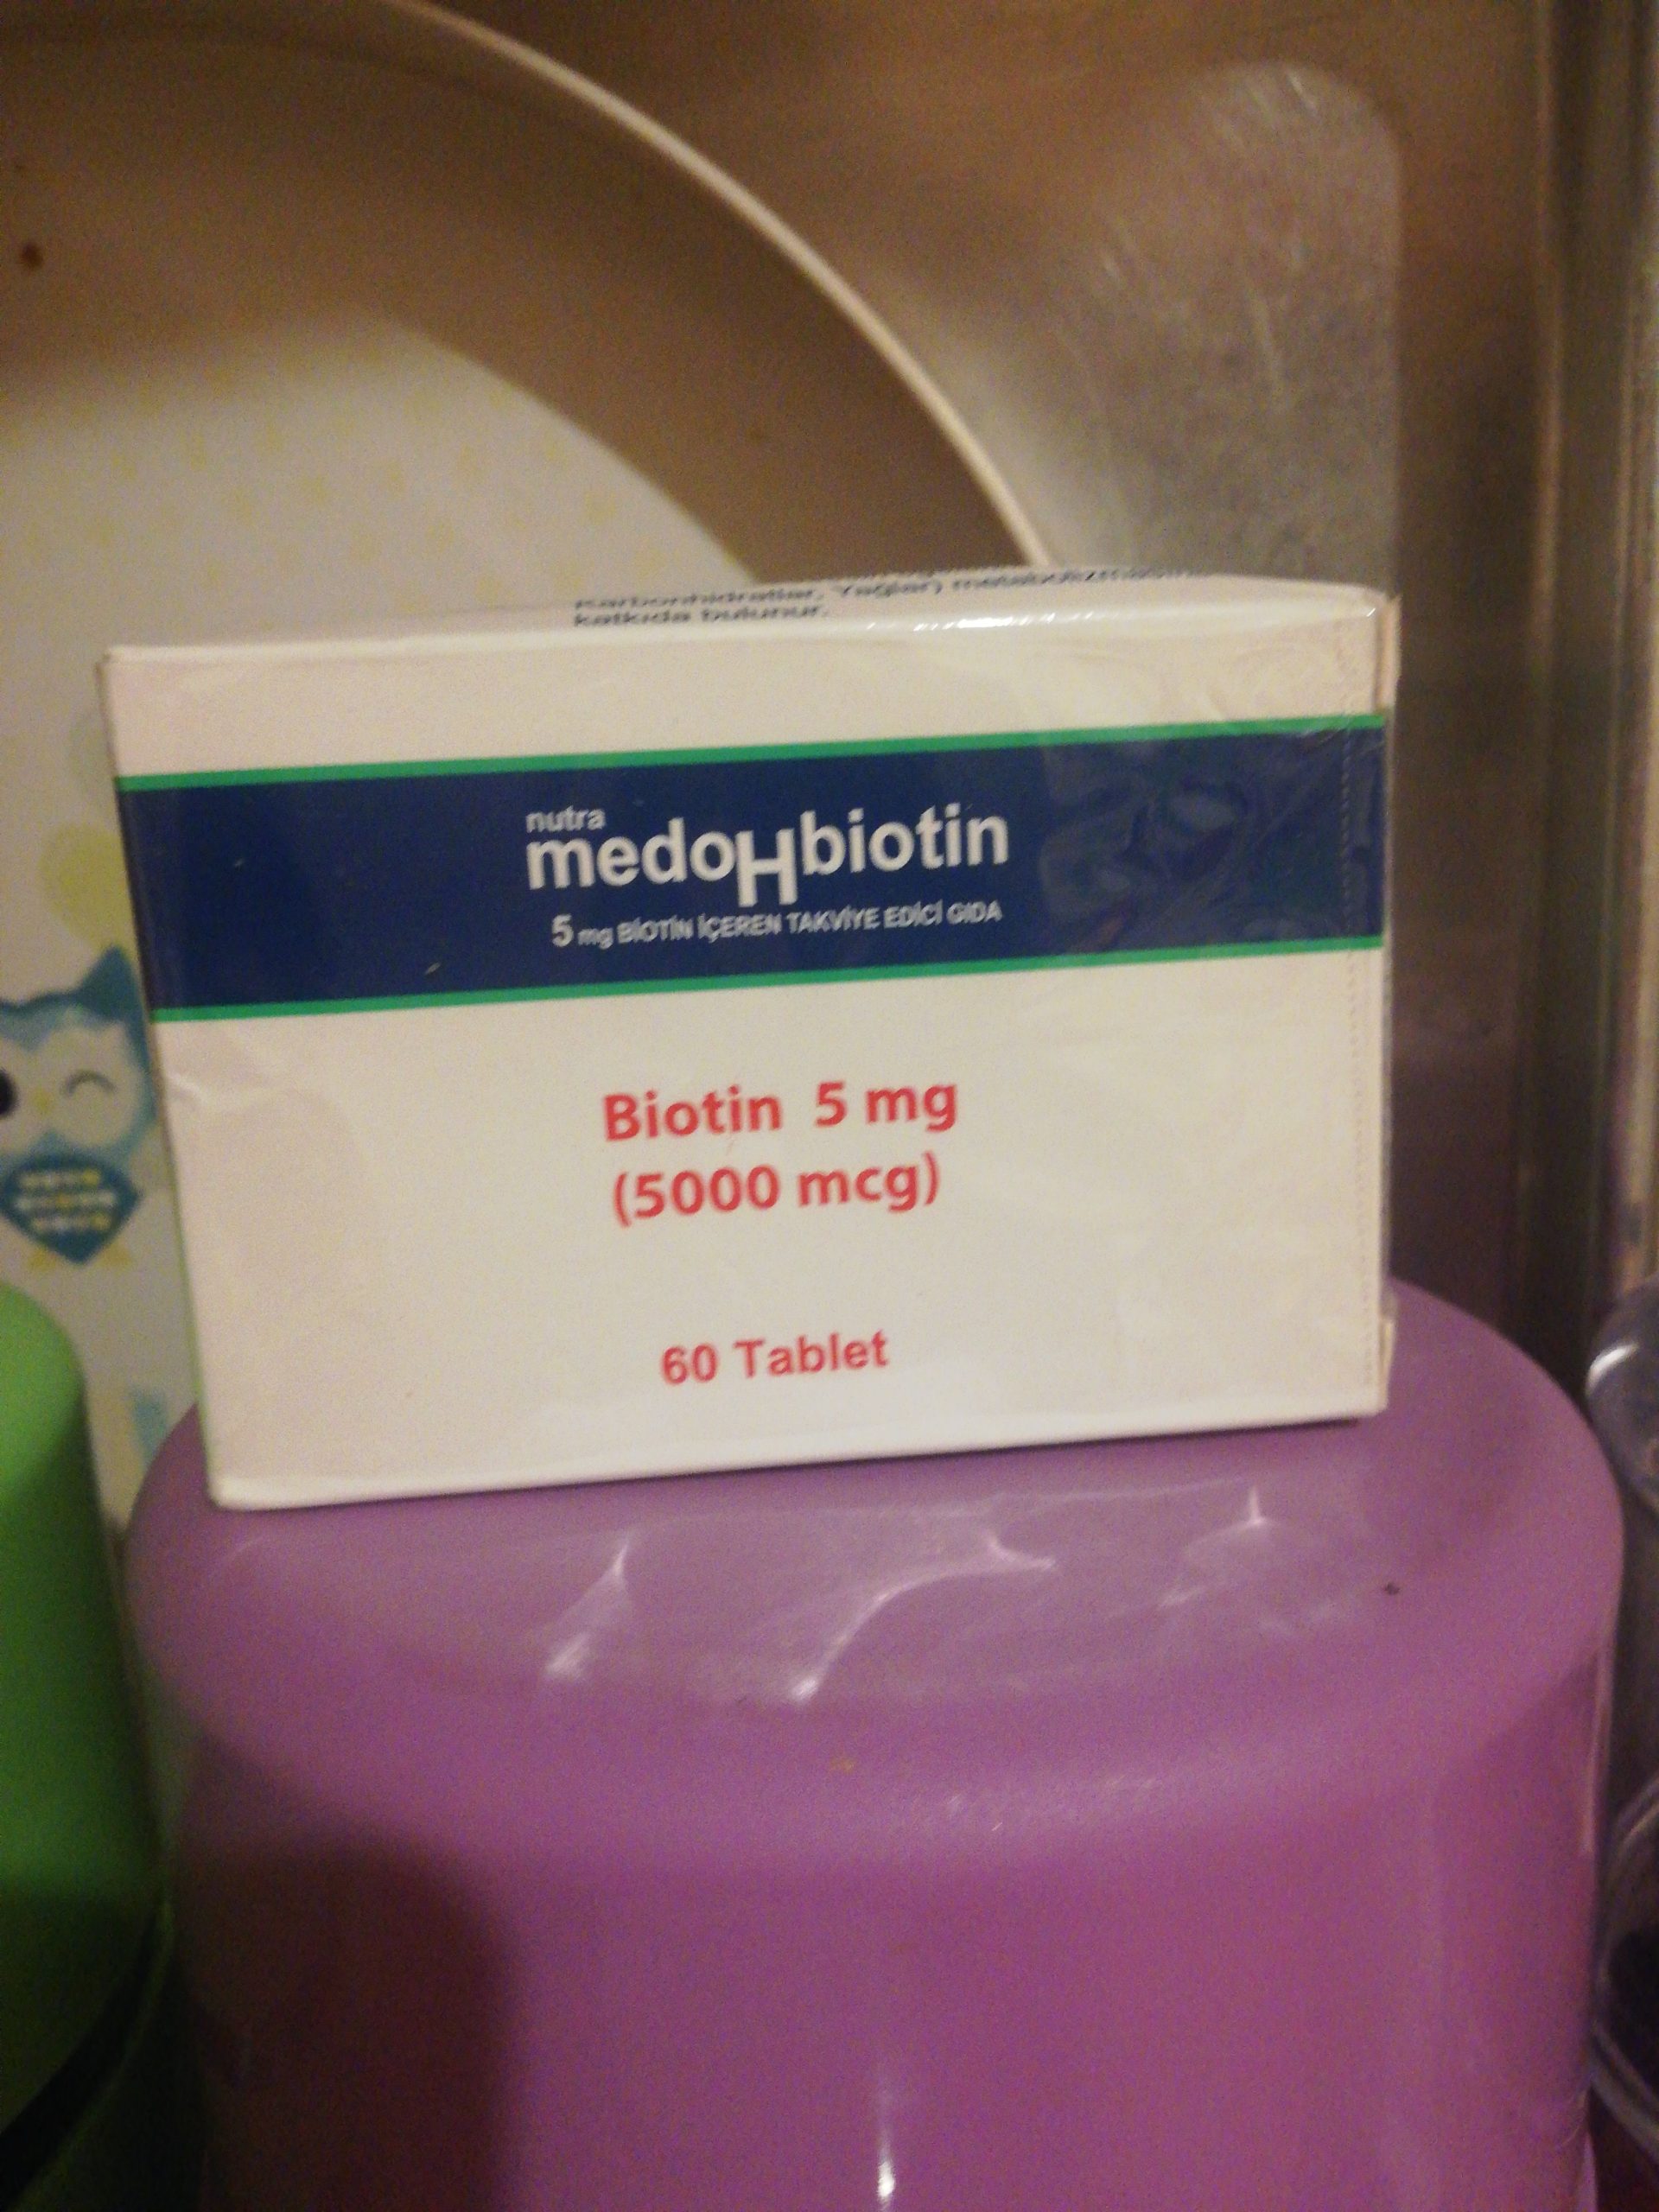 Karbonhidratlar, Yağlar) metabolizmasına
katkıda bulunur.
nutra
medoHbiotin
5 mg BİOTİN İÇEREN TAKVİYE EDİCİ GIDA
Biotin 5 mg
(5000 mcg)
60 Tablet